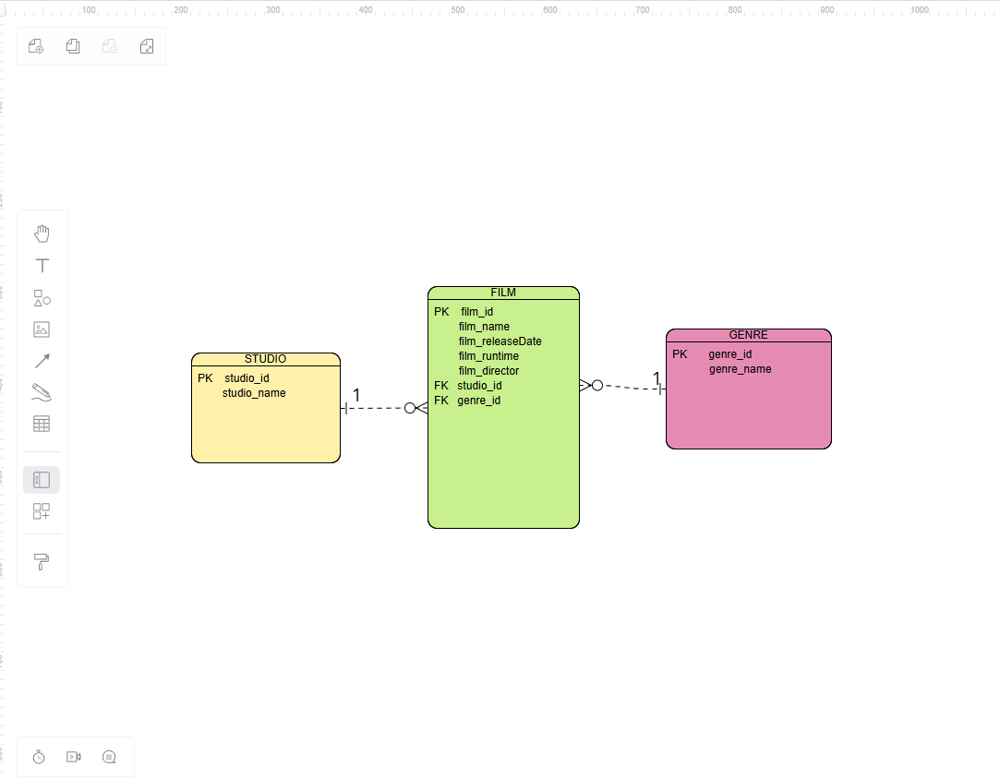 100 200 300 400 500 600 700 800 900 1000
FILM
PK film_id
film_name
film_releaseDate
film_runtime
film_director
FK studio_id
FK genre_id
STUDIO
PK studio_id
studio_name
1
GENRE
PK genre_id
genre_name
1